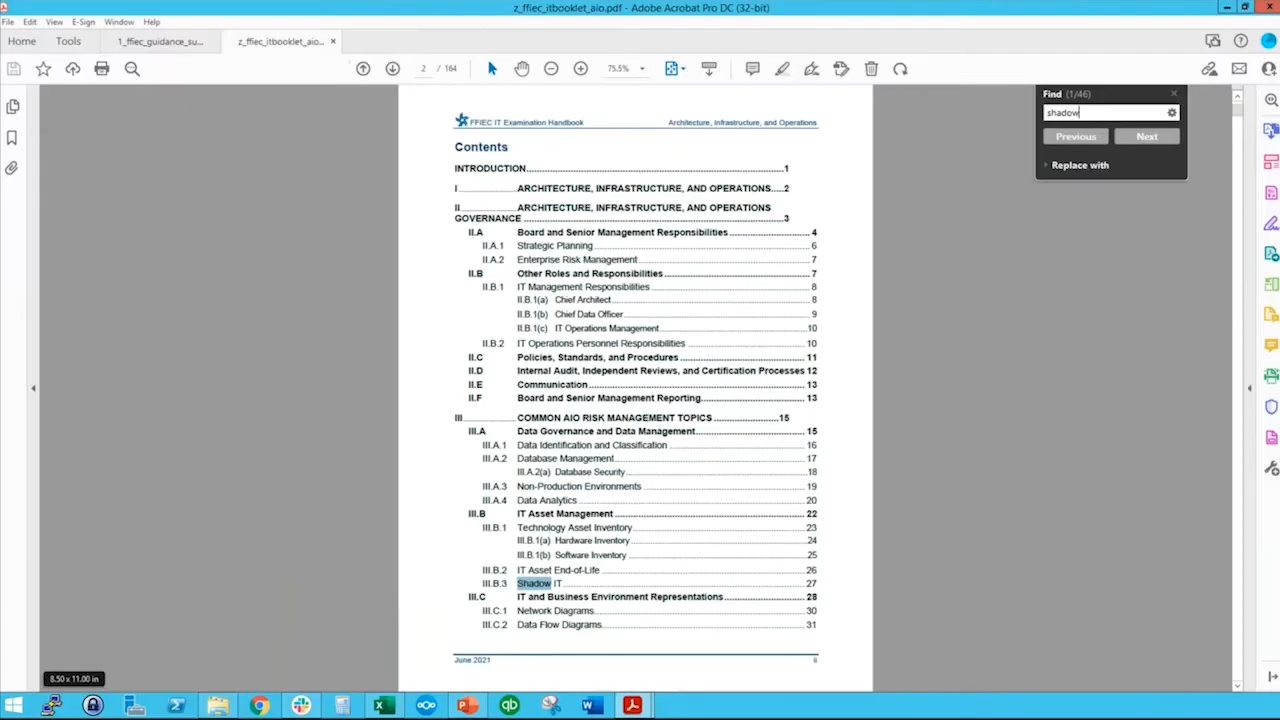 z_ffiec_itbooklet_aio.pdf - Adobe Acrobat Pro DC (32-bit)
File Edit View E-Sign Window Help
Home Tools 1_ffiec_guidance_su... z_ffiec_itbooklet_aio... ×
2 / 164 75.5%
Find (1/46)
shadow
Previous Next
Replace with
FFIEC IT Examination Handbook Architecture, Infrastructure, and Operations
Contents
INTRODUCTION 1
I ARCHITECTURE, INFRASTRUCTURE, AND OPERATIONS 2
II ARCHITECTURE, INFRASTRUCTURE, AND OPERATIONS
GOVERNANCE 3
II.A Board and Senior Management Responsibilities 4
II.A.1 Strategic Planning 6
II.A.2 Enterprise Risk Management 7
II.B Other Roles and Responsibilities 7
II.B.1 IT Management Responsibilities 8
II.B.1(a) Chief Architect 8
II.B.1(b) Chief Data Officer 9
II.B.1(c) IT Operations Management 10
II.B.2 IT Operations Personnel Responsibilities 10
II.C Policies, Standards, and Procedures 11
II.D Internal Audit, Independent Reviews, and Certification Processes 12
II.E Communication 13
II.F Board and Senior Management Reporting 13
III COMMON AIO RISK MANAGEMENT TOPICS 15
III.A Data Governance and Data Management 15
III.A.1 Data Identification and Classification 16
III.A.2 Database Management 17
III.A.2(a) Database Security 18
III.A.3 Non-Production Environments 19
III.A.4 Data Analytics 20
III.B IT Asset Management 22
III.B.1 Technology Asset Inventory 23
III.B.1(a) Hardware Inventory 24
III.B.1(b) Software Inventory 25
III.B.2 IT Asset End-of-Life 26
III.B.3 Shadow IT 27
III.C IT and Business Environment Representations 28
III.C.1 Network Diagrams 30
III.C.2 Data Flow Diagrams 31
June 2021 ii
8.50 x 11.00 in